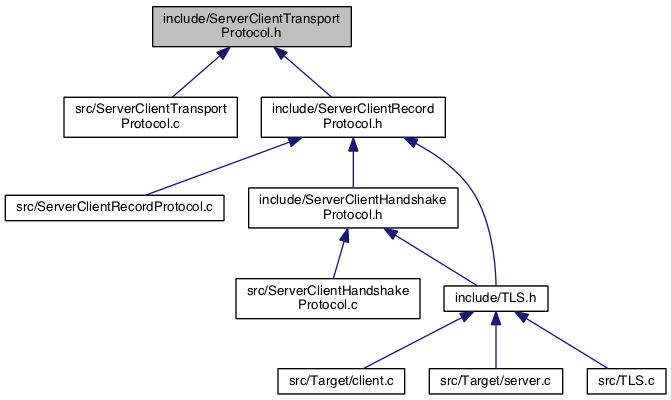 include/ServerClientTransport
Protocol.h
src/ServerClientTransport
Protocol.c
include/ServerClientRecord
Protocol.h
src/ServerClientRecordProtocol.c
include/ServerClientHandshake
Protocol.h
src/ServerClientHandshake
Protocol.c
include/TLS.h
src/Target/client.c
src/Target/server.c
src/TLS.c